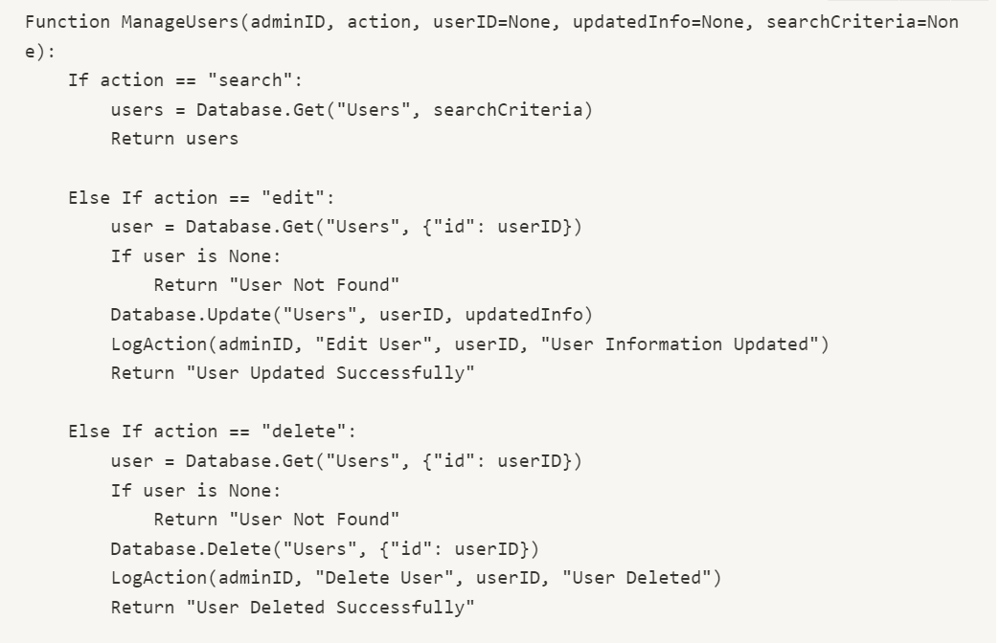 Function ManageUsers(adminID, action, userID=None, updatedInfo=None, searchCriteria=Non
e):
    If action == "search":
        users = Database.Get("Users", searchCriteria)
        Return users

    Else If action == "edit":
        user = Database.Get("Users", {"id": userID})
        If user is None:
            Return "User Not Found"
        Database.Update("Users", userID, updatedInfo)
        LogAction(adminID, "Edit User", userID, "User Information Updated")
        Return "User Updated Successfully"

    Else If action == "delete":
        user = Database.Get("Users", {"id": userID})
        If user is None:
            Return "User Not Found"
        Database.Delete("Users", {"id": userID})
        LogAction(adminID, "Delete User", userID, "User Deleted")
        Return "User Deleted Successfully"